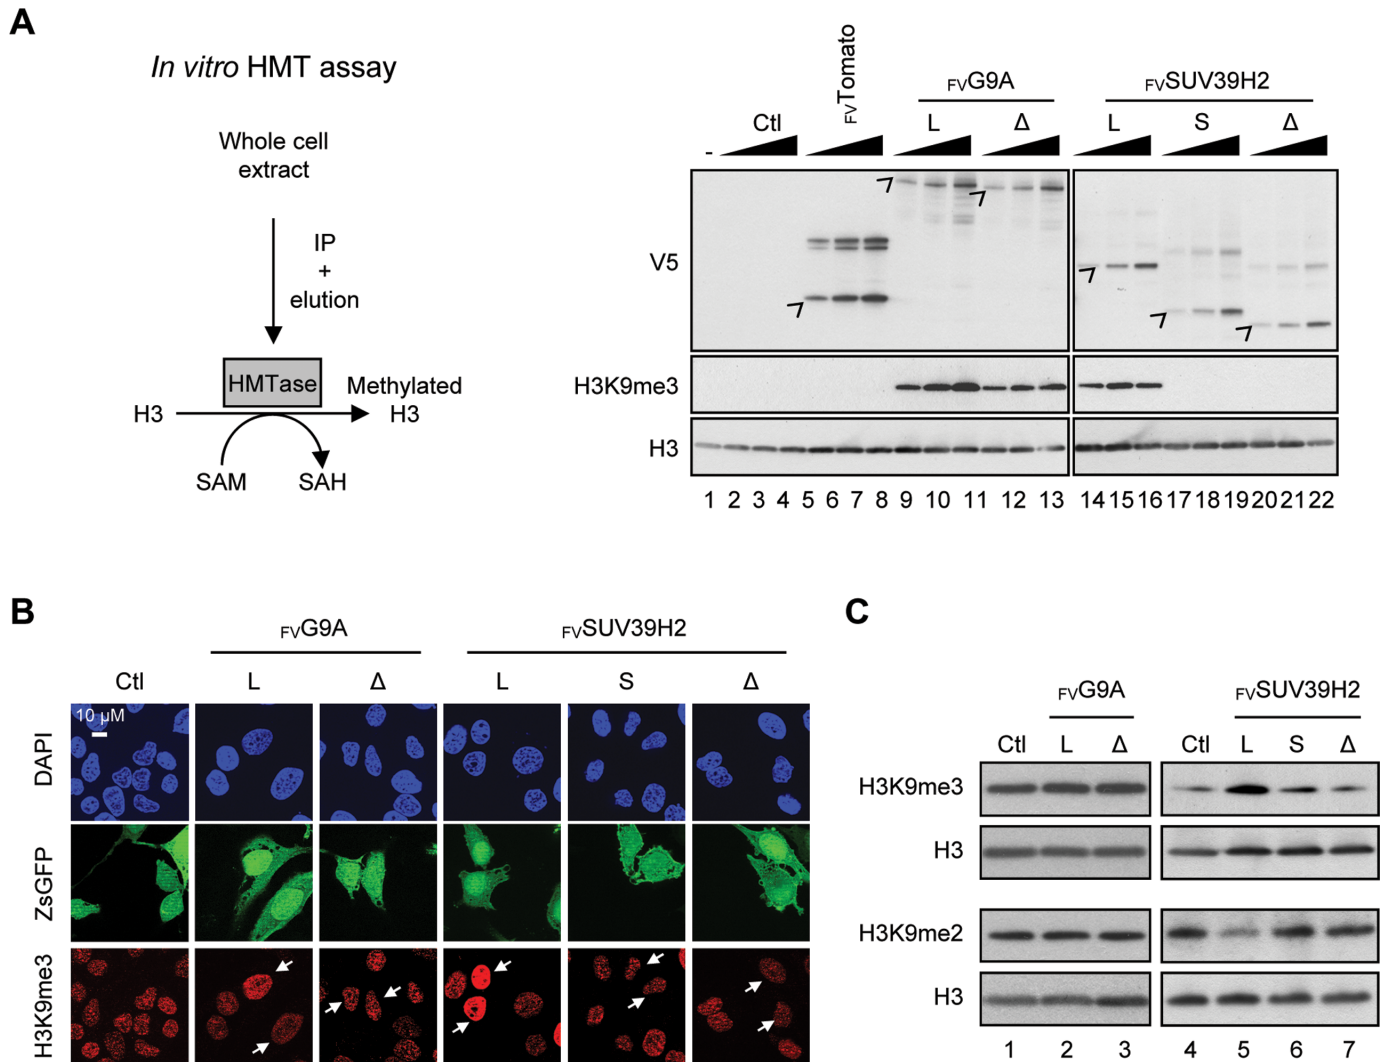 A
In vitro HMT assay
Whole cell
extract
IP
+
elution
HMTase
Methylated
H3
H3
SAM
SAH
FVTomato
FVG9A
FVSUV39H2
Ctl
L
Δ
L
S
Δ
-
V5
H3K9me3
H3
1 2 3 4 5 6 7 8 9 10 11 12 13 14 15 16 17 18 19 20 21 22
B
FVG9A
FVSUV39H2
Ctl
L
Δ
L
S
Δ
10 µM
DAPI
ZsGFP
H3K9me3
C
FVG9A
FVSUV39H2
Ctl L Δ Ctl L S Δ
H3K9me3
H3
H3K9me2
H3
1 2 3 4 5 6 7